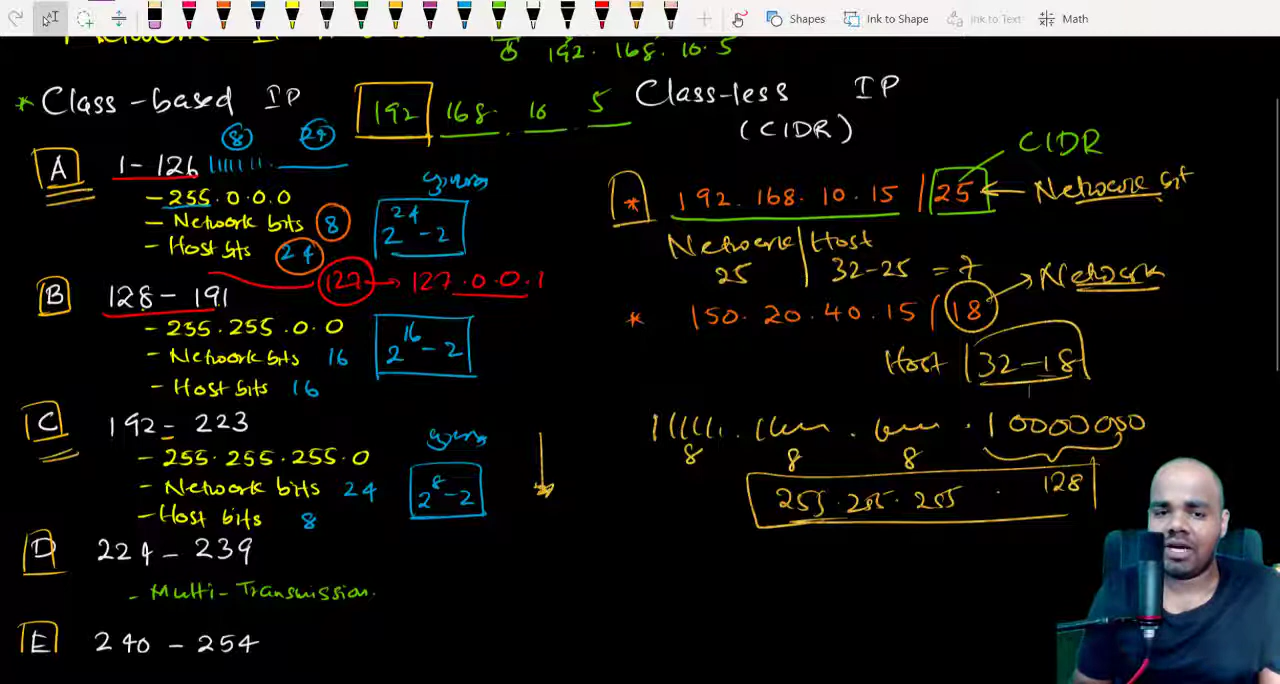 Shapes
Ink to Shape
Ink to Text
Math
192. 168. 10. 5
* Class-based IP
192 168. 10 5
Class-less IP
(CIDR)
8 24
CIDR
A 1-126
- 255.0.0.0
- Network bits 8
- Host bits 24
2^24 - 2
* 192.168.10.15 / 25 ← Network bit
Network | Host
25 | 32-25 = 7
127 → 127.0.0.1
Network
B 128 - 191
- 255.255.0.0
- Network bits 16
- Host bits 16
2^16 - 2
* 150. 20. 40. 15 / 18
Host 32-18
C 192 - 223
- 255.255.255.0
- Network bits 24
- Host bits 8
2^8 - 2
. . . 10000000
8 8 8
255.255.255 . 128
D 224 - 239
- Multi-Transmission.
E 240 - 254